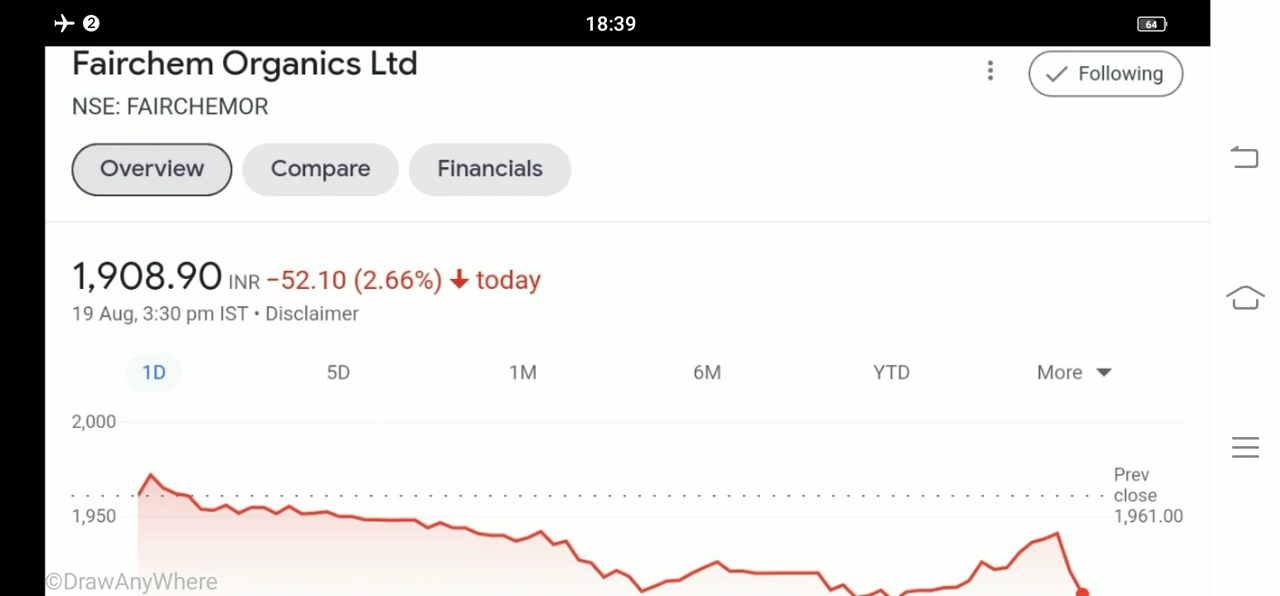 2 18:39 64
Fairchem Organics Ltd
Following
NSE: FAIRCHEMOR
Overview Compare Financials
1,908.90 INR −52.10 (2.66%) today
19 Aug, 3:30 pm IST • Disclaimer
1D 5D 1M 6M YTD More
2,000
Prev
close
1,961.00
1,950
©DrawAnyWhere